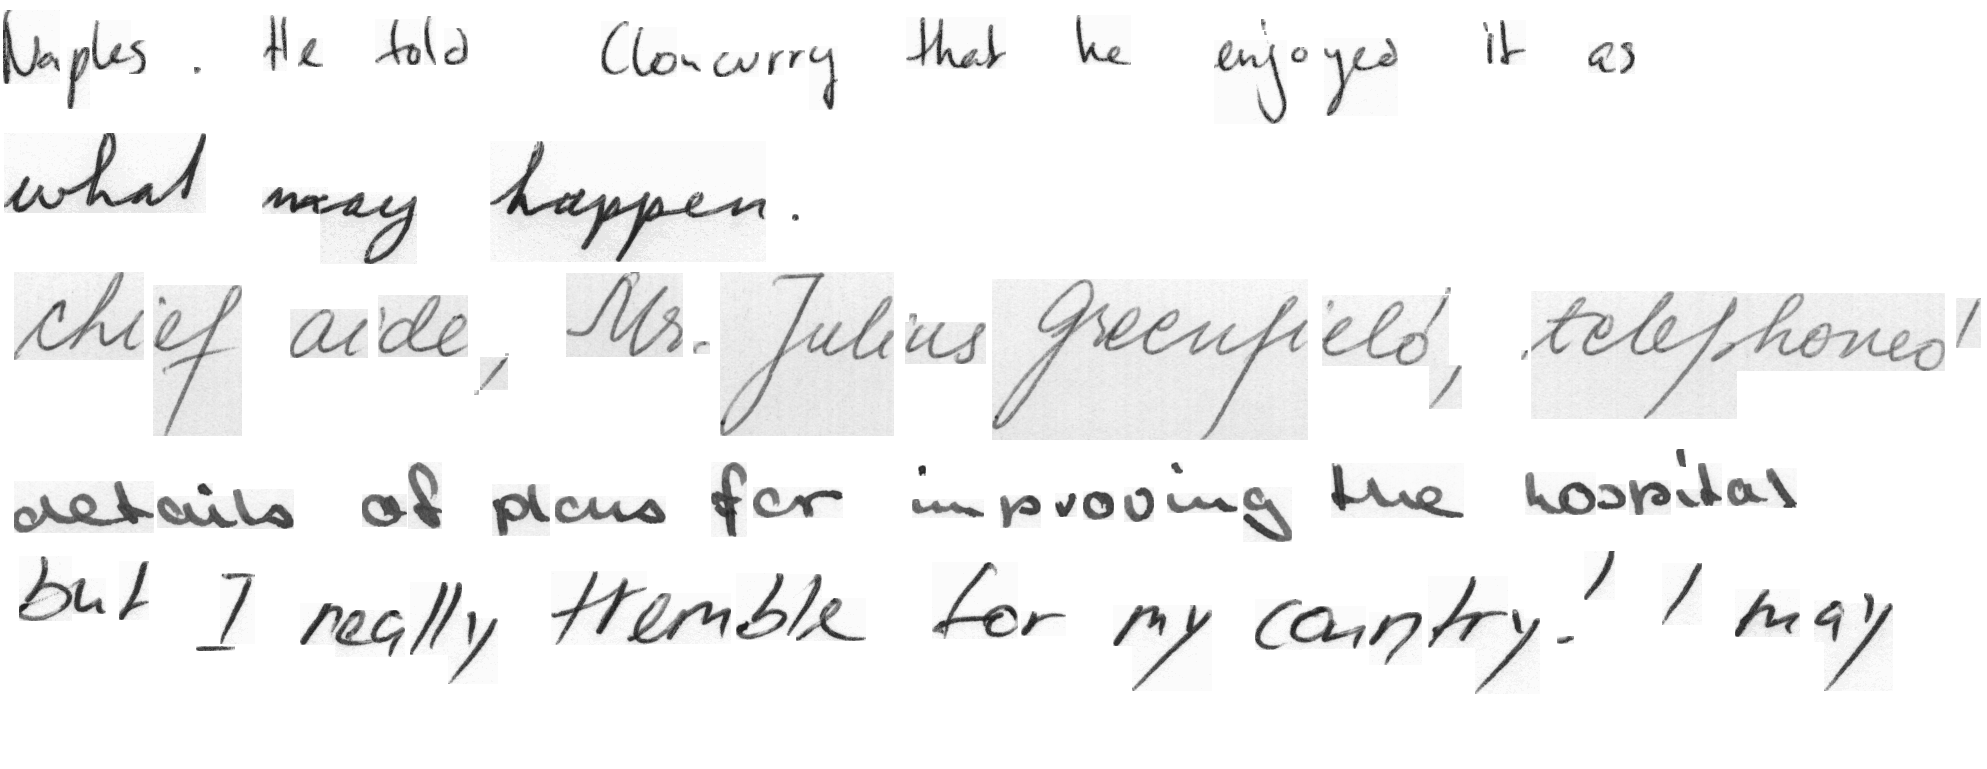 Naples. He told Cloncurry that he enjoyed it as
what may happen.
chief aide, Mr. Julius Greenfield, telephoned
details of plans for improving the hospital
but I really tremble for my country.' ' may